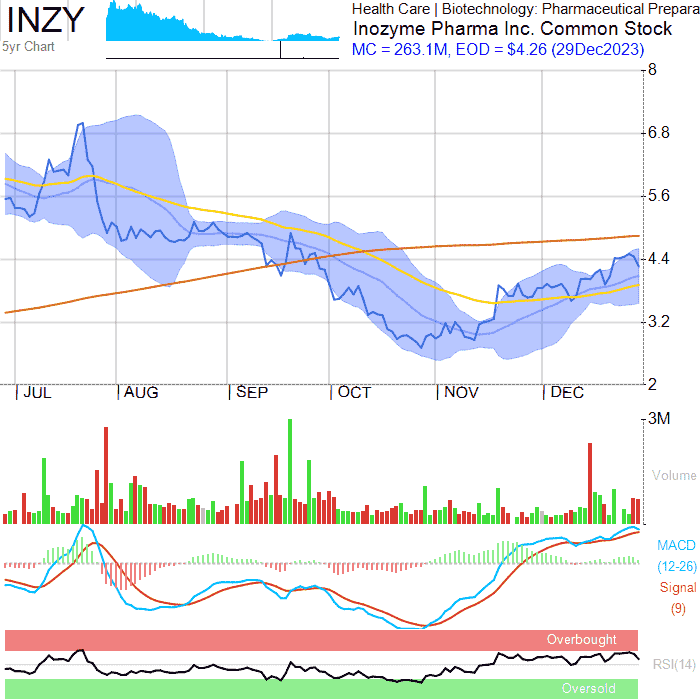 INZY
5yr Chart
Health Care | Biotechnology: Pharmaceutical Prepara
Inozyme Pharma Inc. Common Stock
MC = 263.1M, EOD = $4.26 (29Dec2023)
8
6.8
5.6
4.4
3.2
2
JUL AUG SEP OCT NOV DEC
3M
Volume
MACD
(12-26)
Signal
(9)
Overbought
RSI(14)
Oversold